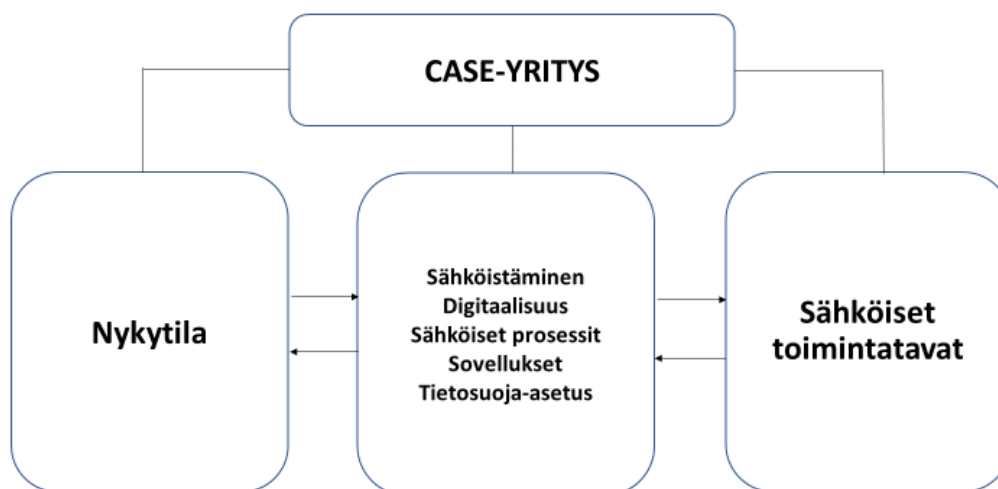 CASE-YRITYS
Nykytila
Sähköistäminen
Digitaalisuus
Sähköiset prosessit
Sovellukset
Tietosuoja-asetus
Sähköiset
toimintatavat